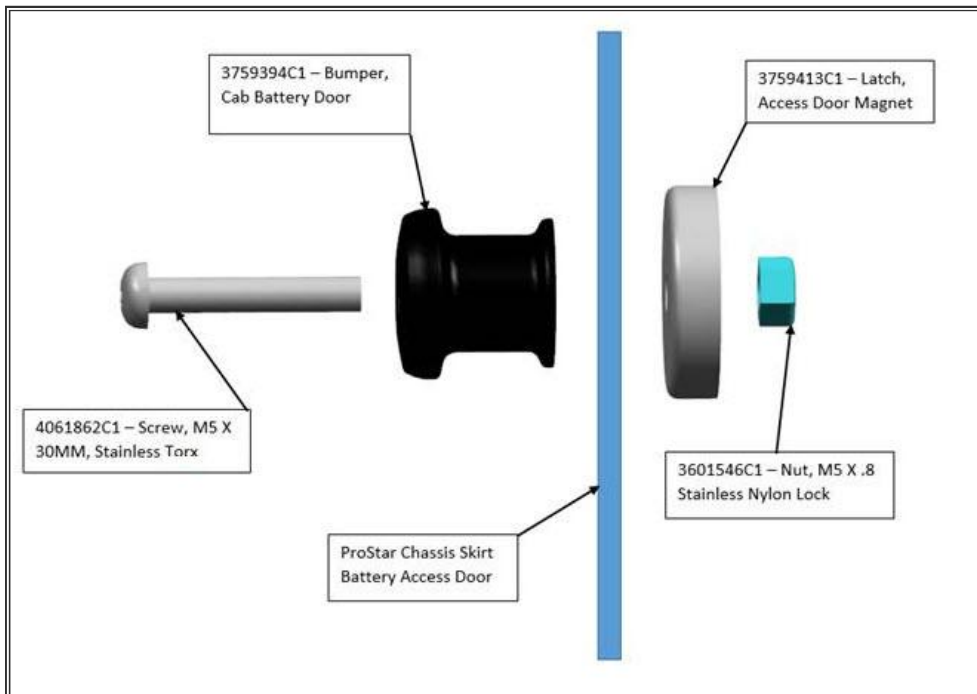 3759394C1 – Bumper,
Cab Battery Door
3759413C1 – Latch,
Access Door Magnet
4061862C1 – Screw, M5 X
30MM, Stainless Torx
3601546C1 – Nut, M5 X .8
Stainless Nylon Lock
ProStar Chassis Skirt
Battery Access Door